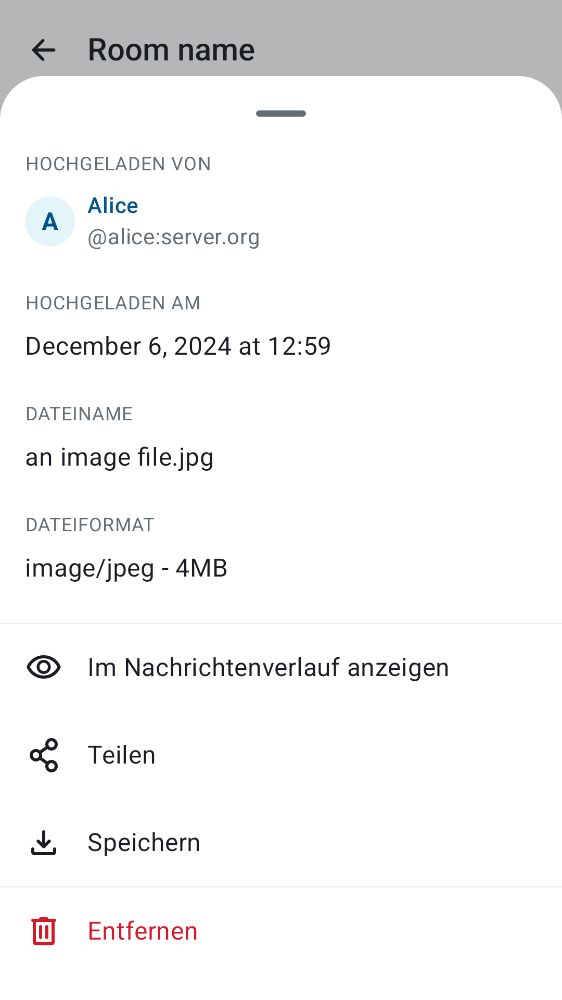 Room name
HOCHGELADEN VON
A
Alice
@alice:server.org
HOCHGELADEN AM
December 6, 2024 at 12:59
DATEINAME
an image file.jpg
DATEIFORMAT
image/jpeg - 4MB
Im Nachrichtenverlauf anzeigen
Teilen
Speichern
Entfernen